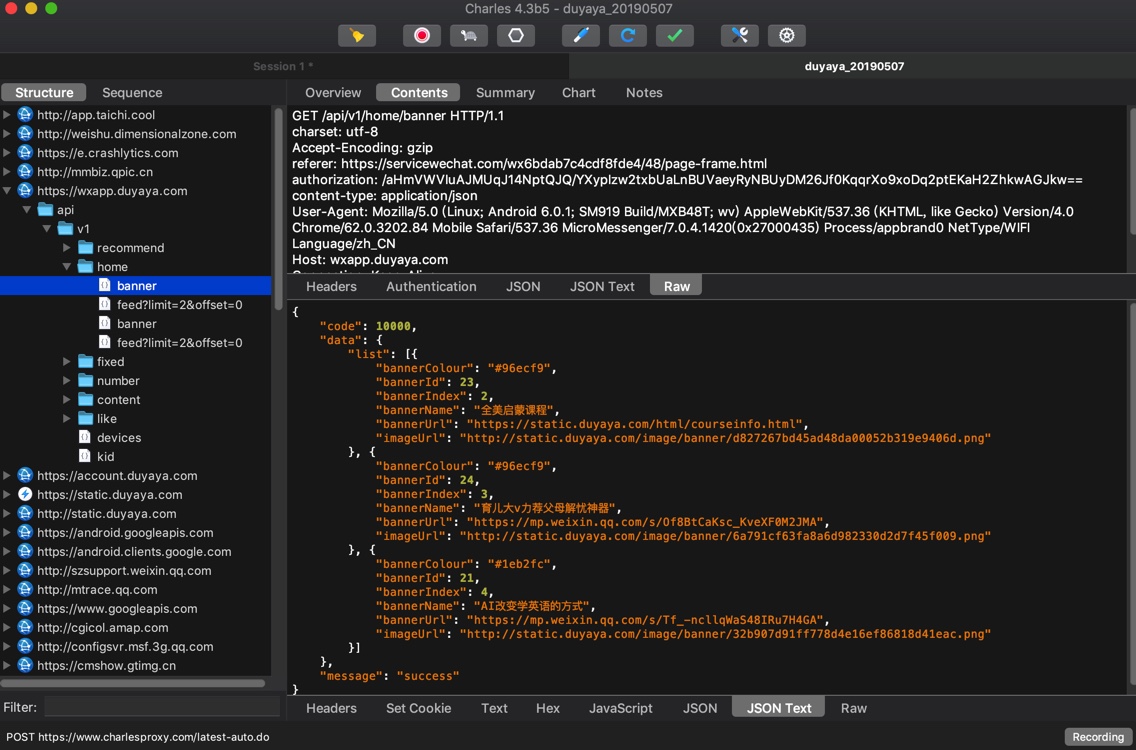 Charles 4.3b5 - duyaya_20190507
Session 1 *
duyaya_20190507
Structure
Sequence
http://app.taichi.cool
http://weishu.dimensionalzone.com
https://e.crashlytics.com
http://mmbiz.qpic.cn
https://wxapp.duyaya.com
api
v1
recommend
home
banner
feed?limit=2&offset=0
banner
feed?limit=2&offset=0
fixed
number
content
like
devices
kid
https://account.duyaya.com
https://static.duyaya.com
http://static.duyaya.com
https://android.googleapis.com
https://android.clients.google.com
http://szsupport.weixin.qq.com
http://mtrace.qq.com
https://www.googleapis.com
http://cgicol.amap.com
http://configsvr.msf.3g.qq.com
https://cmshow.gtimg.cn
Filter:
Overview Contents Summary Chart Notes
GET /api/v1/home/banner HTTP/1.1
charset: utf-8
Accept-Encoding: gzip
referer: https://servicewechat.com/wx6bdab7c4cdf8fde4/48/page-frame.html
authorization: /aHmVWVIuAJMUqJ14NptQJQ/YXyplzw2txbUaLnBUVaeyRyNBUyDM26Jf0KqqrXo9xoDq2ptEKaH2ZhkwAGJkw==
content-type: application/json
User-Agent: Mozilla/5.0 (Linux; Android 6.0.1; SM919 Build/MXB48T; wv) AppleWebKit/537.36 (KHTML, like Gecko) Version/4.0
Chrome/62.0.3202.84 Mobile Safari/537.36 MicroMessenger/7.0.4.1420(0x27000435) Process/appbrand0 NetType/WIFI
Language/zh_CN
Host: wxapp.duyaya.com
Headers Authentication JSON JSON Text Raw
{
"code": 10000,
"data": {
"list": [{
"bannerColour": "#96ecf9",
"bannerId": 23,
"bannerIndex": 2,
"bannerName": "全美启蒙课程",
"bannerUrl": "https://static.duyaya.com/html/courseinfo.html",
"imageUrl": "http://static.duyaya.com/image/banner/d827267bd45ad48da00052b319e9406d.png"
}, {
"bannerColour": "#96ecf9",
"bannerId": 24,
"bannerIndex": 3,
"bannerName": "育儿大v力荐父母解忧神器",
"bannerUrl": "https://mp.weixin.qq.com/s/Of8BtCaKsc_KveXF0M2JMA",
"imageUrl": "http://static.duyaya.com/image/banner/6a791cf63fa8a6d982330d2d7f45f009.png"
}, {
"bannerColour": "#1eb2fc",
"bannerId": 21,
"bannerIndex": 4,
"bannerName": "AI改变学英语的方式",
"bannerUrl": "https://mp.weixin.qq.com/s/Tf_-ncllqWaS48IRu7H4GA",
"imageUrl": "http://static.duyaya.com/image/banner/32b907d91ff778d4e16ef86818d41eac.png"
}]
},
"message": "success"
}
Headers Set Cookie Text Hex JavaScript JSON JSON Text Raw
POST https://www.charlesproxy.com/latest-auto.do
Recording